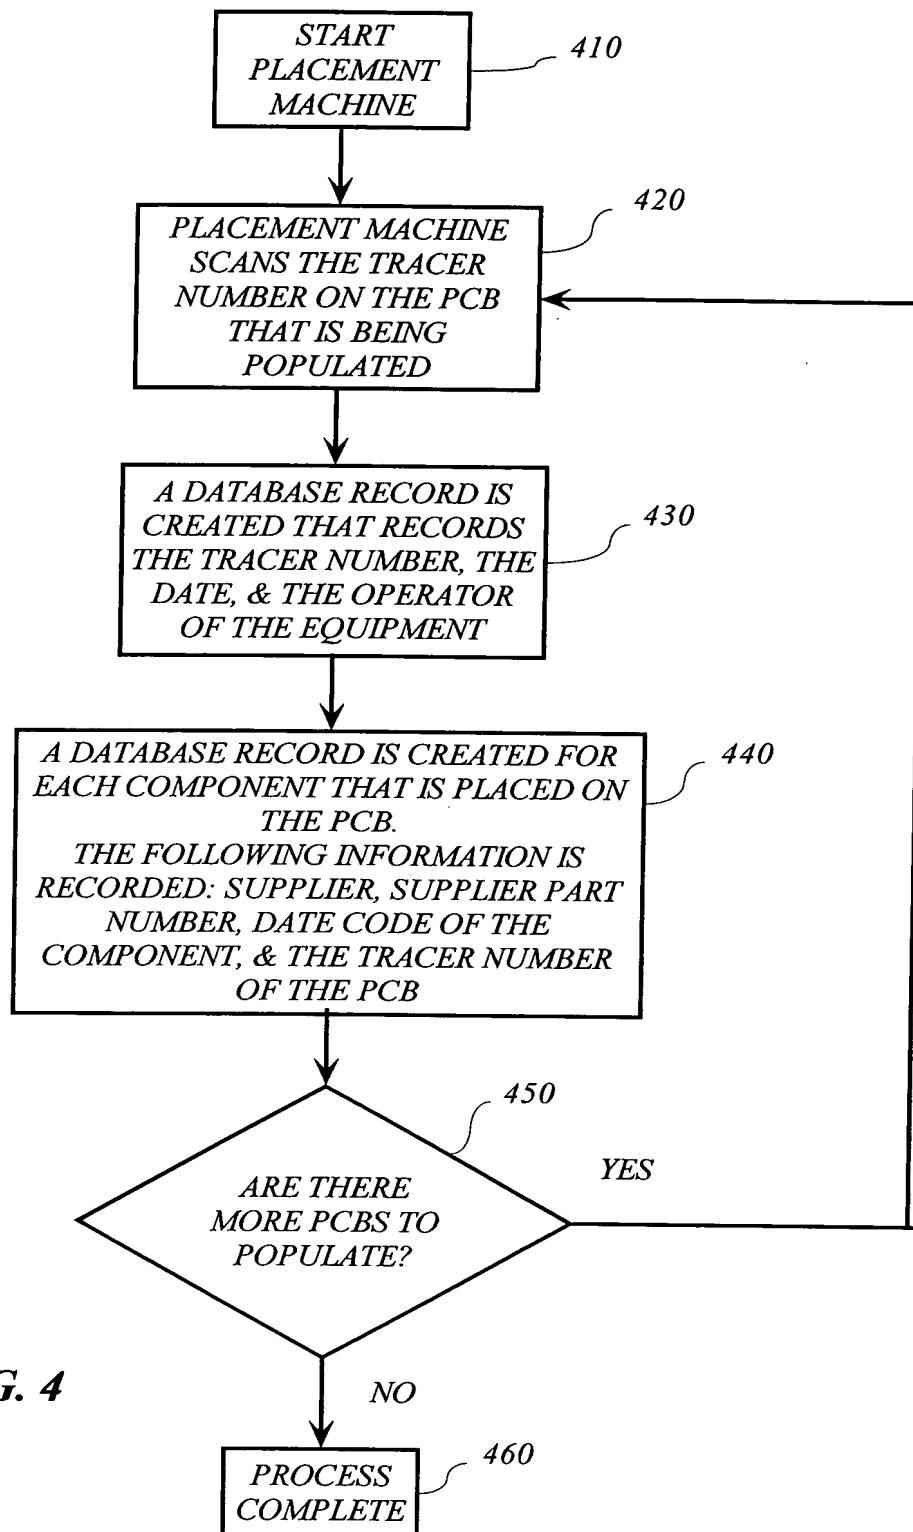 START
PLACEMENT
MACHINE
410
420
PLACEMENT MACHINE
SCANS THE TRACER
NUMBER ON THE PCB
THAT IS BEING
POPULATED
A DATABASE RECORD IS
CREATED THAT RECORDS
THE TRACER NUMBER, THE
DATE, & THE OPERATOR
OF THE EQUIPMENT
430
A DATABASE RECORD IS CREATED FOR
EACH COMPONENT THAT IS PLACED ON
THE PCB.
THE FOLLOWING INFORMATION IS
RECORDED: SUPPLIER, SUPPLIER PART
NUMBER, DATE CODE OF THE
COMPONENT, & THE TRACER NUMBER
OF THE PCB
440
450
ARE THERE
MORE PCBS TO
POPULATE?
YES
G. 4
NO
PROCESS
COMPLETE
460